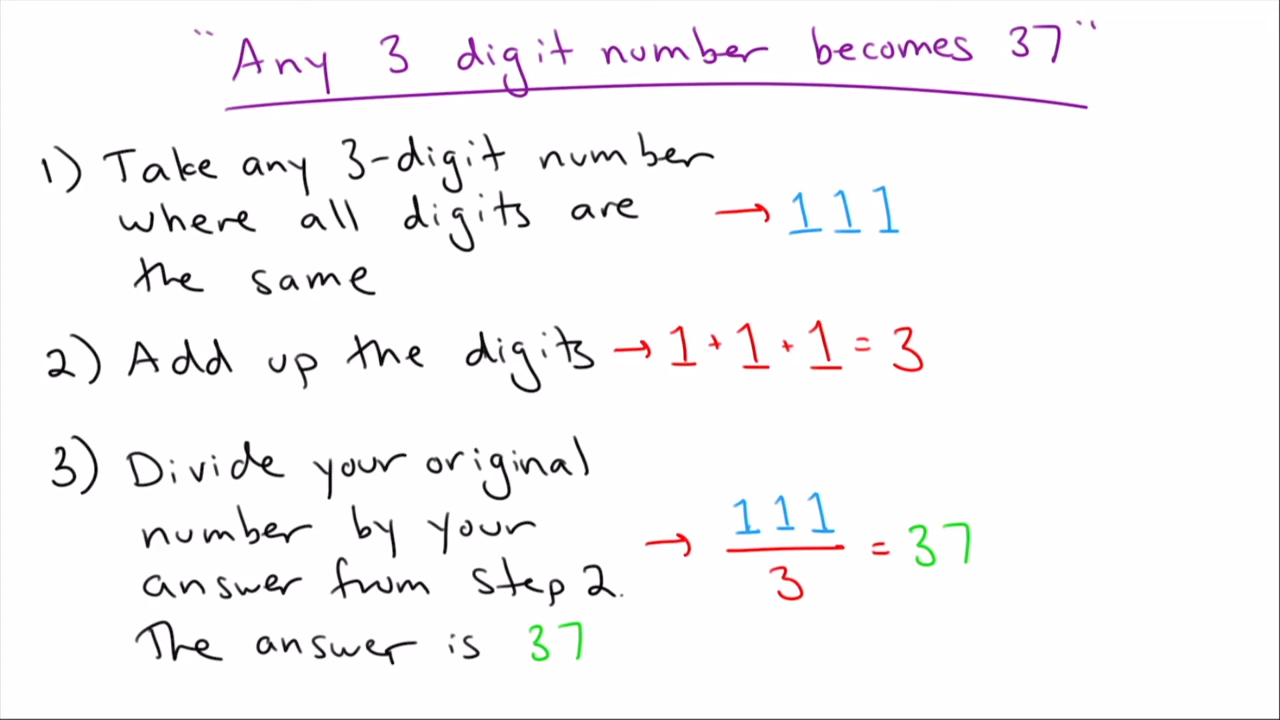 "Any 3 digit number becomes 37"
1) Take any 3-digit number
where all digits are → 111
the same
2) Add up the digits → 1 + 1 + 1 = 3
3) Divide your original
number by your → 111/3 = 37
answer from step 2.
The answer is 37